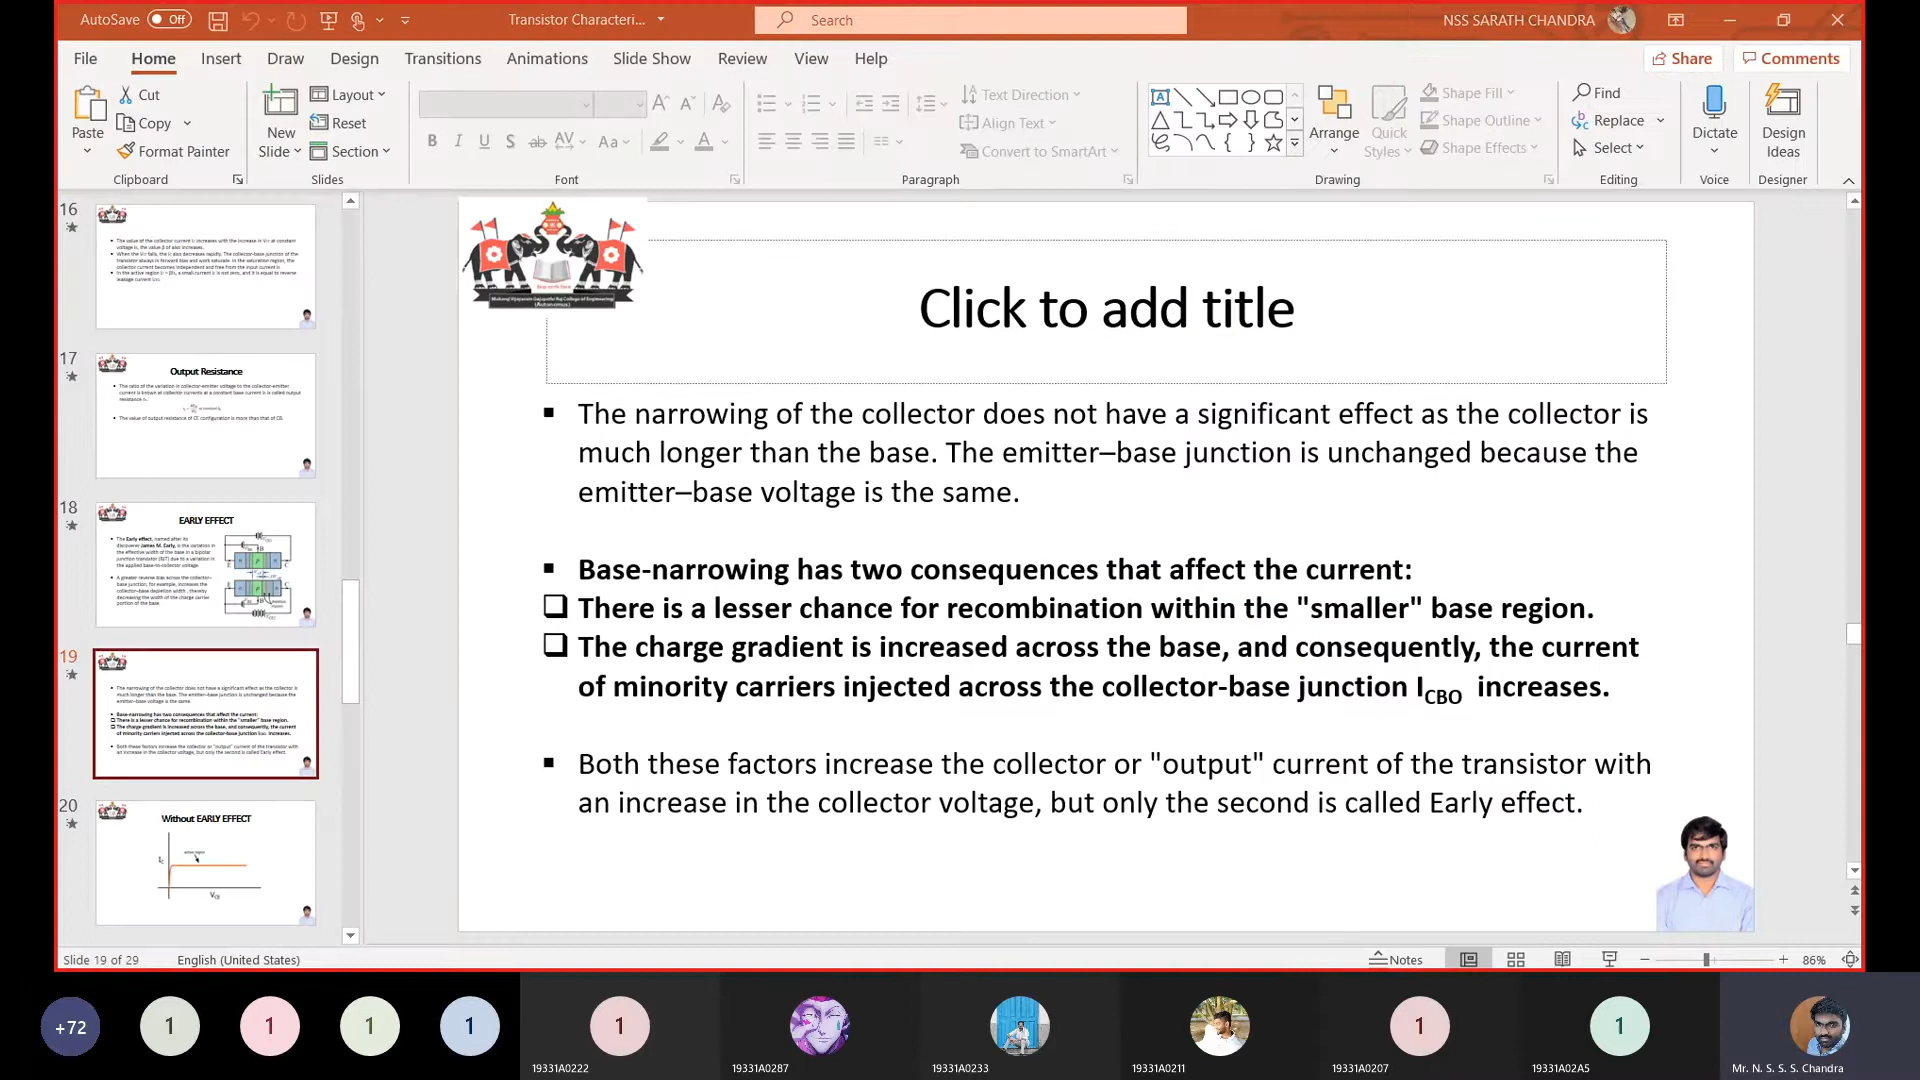 AutoSave Off
Transistor Characteri...
Search
NSS SARATH CHANDRA
File Home Insert Draw Design Transitions Animations Slide Show Review View Help
Share Comments
Paste
Cut
Copy
Format Painter
Clipboard
New Slide
Layout
Reset
Section
Slides
Font
Text Direction
Align Text
Convert to SmartArt
Paragraph
Arrange
Quick Styles
Shape Fill
Shape Outline
Shape Effects
Drawing
Find
Replace
Select
Editing
Dictate
Voice
Design Ideas
Designer
16
17
Output Resistance
18
EARLY EFFECT
19
20
Without EARLY EFFECT
Click to add title
The narrowing of the collector does not have a significant effect as the collector is
much longer than the base. The emitter–base junction is unchanged because the
emitter–base voltage is the same.
Base-narrowing has two consequences that affect the current:
There is a lesser chance for recombination within the "smaller" base region.
The charge gradient is increased across the base, and consequently, the current
of minority carriers injected across the collector-base junction ICBO increases.
Both these factors increase the collector or "output" current of the transistor with
an increase in the collector voltage, but only the second is called Early effect.
Slide 19 of 29
English (United States)
Notes
86%
+72
1 1 1 1 1 1 1
19331A0222
19331A0287
19331A0233
19331A0211
19331A0207
19331A02A5
Mr. N. S. S. S. Chandra